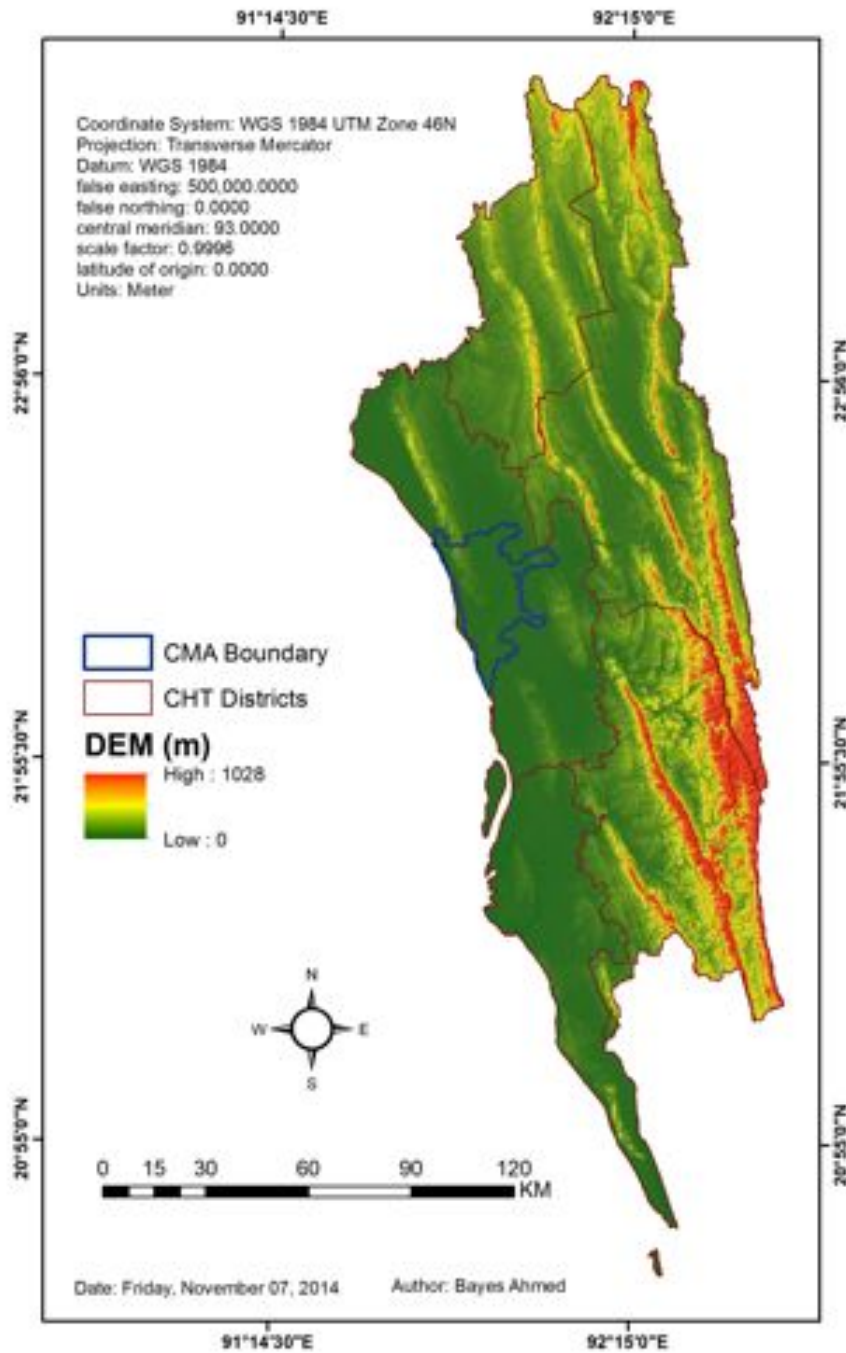 91°14'30"E 92°15'0"E
Coordinate System: WGS 1984 UTM Zone 46N
Projection: Transverse Mercator
Datum: WGS 1984
false easting: 500,000.0000
false northing: 0.0000
central meridian: 93.0000
scale factor: 0.9996
latitude of origin: 0.0000
Units: Meter
22°56'0"N 22°56'0"N
CMA Boundary
CHT Districts
DEM (m)
High : 1028
Low : 0
21°55'30"N 21°55'30"N
N
W E
S
20°55'0"N 20°55'0"N
0 15 30 60 90 120
KM
Date: Friday, November 07, 2014 Author: Bayes Ahmed
91°14'30"E 92°15'0"E